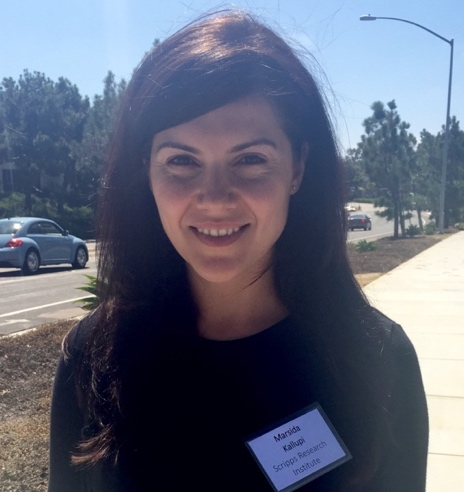 Marsida
Kallupi
Scripps Research
Institute